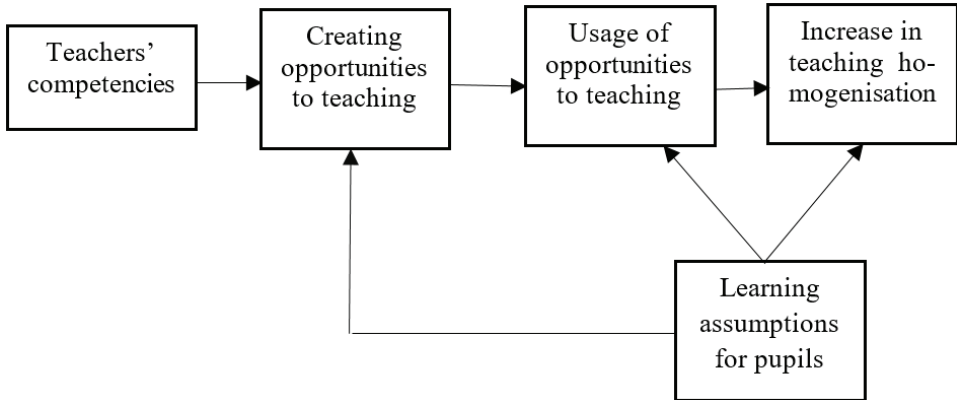 Teachers’
competencies
Creating
opportunities
to teaching
Usage of
opportunities
to teaching
Increase in
teaching ho-
mogenisation
Learning
assumptions
for pupils